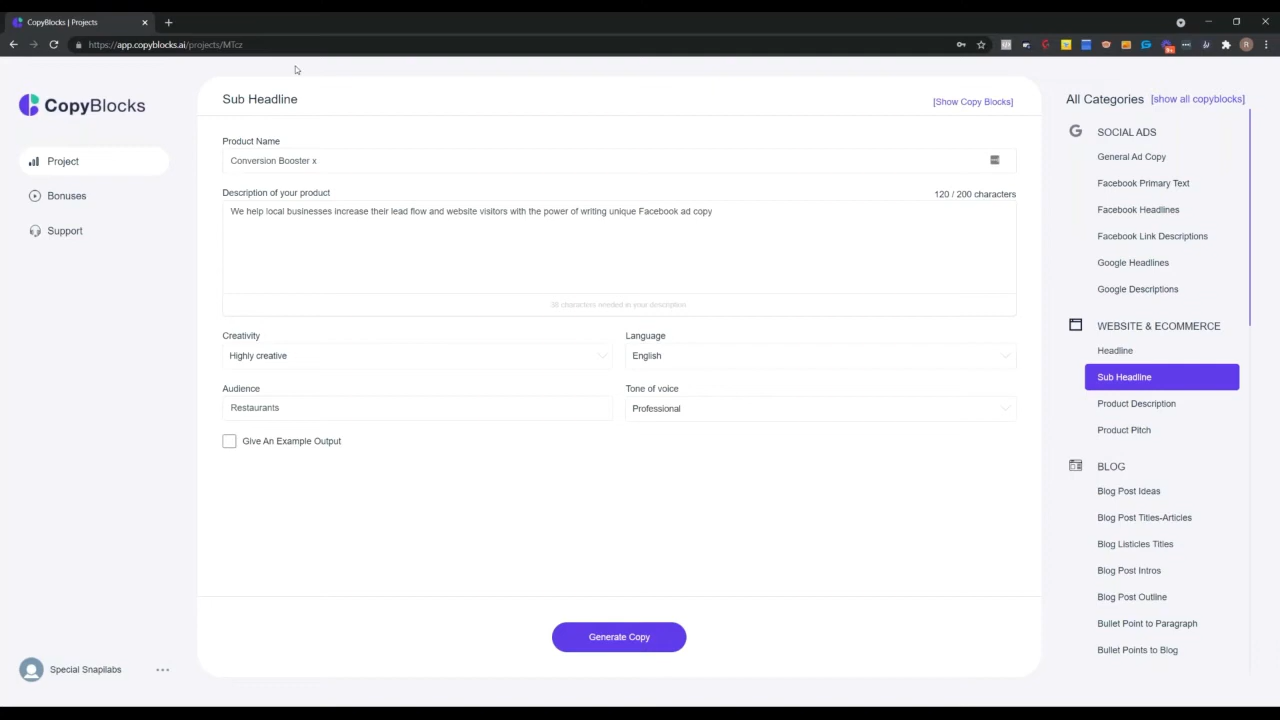 CopyBlocks | Projects
https://app.copyblocks.ai/projects/MTcz
CopyBlocks
Project
Bonuses
Support
Special Snapilabs
Sub Headline
[Show Copy Blocks]
Product Name
Conversion Booster x
Description of your product
120 / 200 characters
We help local businesses increase their lead flow and website visitors with the power of writing unique Facebook ad copy
38 characters needed in your description
Creativity
Language
Highly creative
English
Audience
Tone of voice
Restaurants
Professional
Give An Example Output
Generate Copy
All Categories [show all copyblocks]
SOCIAL ADS
General Ad Copy
Facebook Primary Text
Facebook Headlines
Facebook Link Descriptions
Google Headlines
Google Descriptions
WEBSITE & ECOMMERCE
Headline
Sub Headline
Product Description
Product Pitch
BLOG
Blog Post Ideas
Blog Post Titles-Articles
Blog Listicles Titles
Blog Post Intros
Blog Post Outline
Bullet Point to Paragraph
Bullet Points to Blog